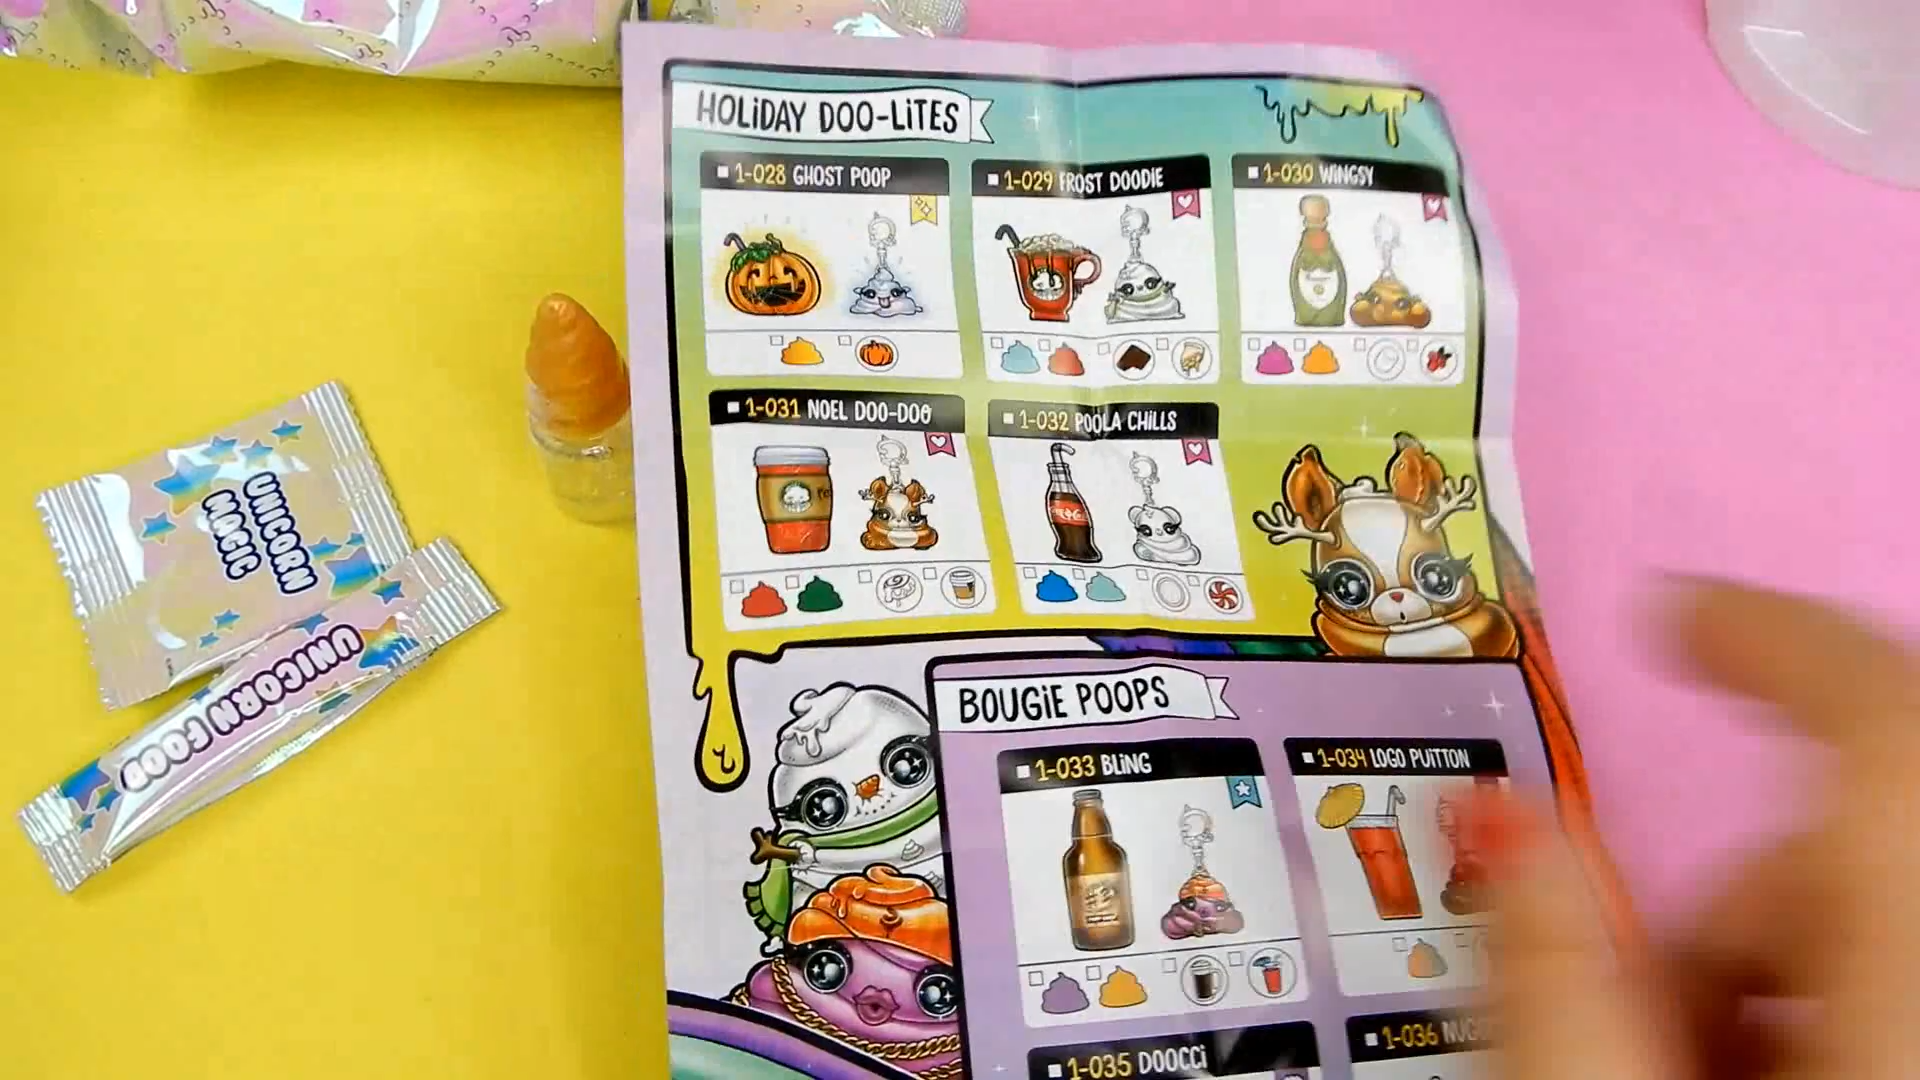 HOLiDAY DOO-LiTES
1-028 GHOST POOP
1-029 FROST DOODIE
1-030 WiNGSY
1-031 NOEL DOO-DOO
1-032 POOLA CHiLLS
UNICORN
MAGIC
UNICORN FOOD
BOUGiE POOPS
1-033 BLiNG
1-034 LOGO PUiTTON
1-035 DOOCCi
1-036